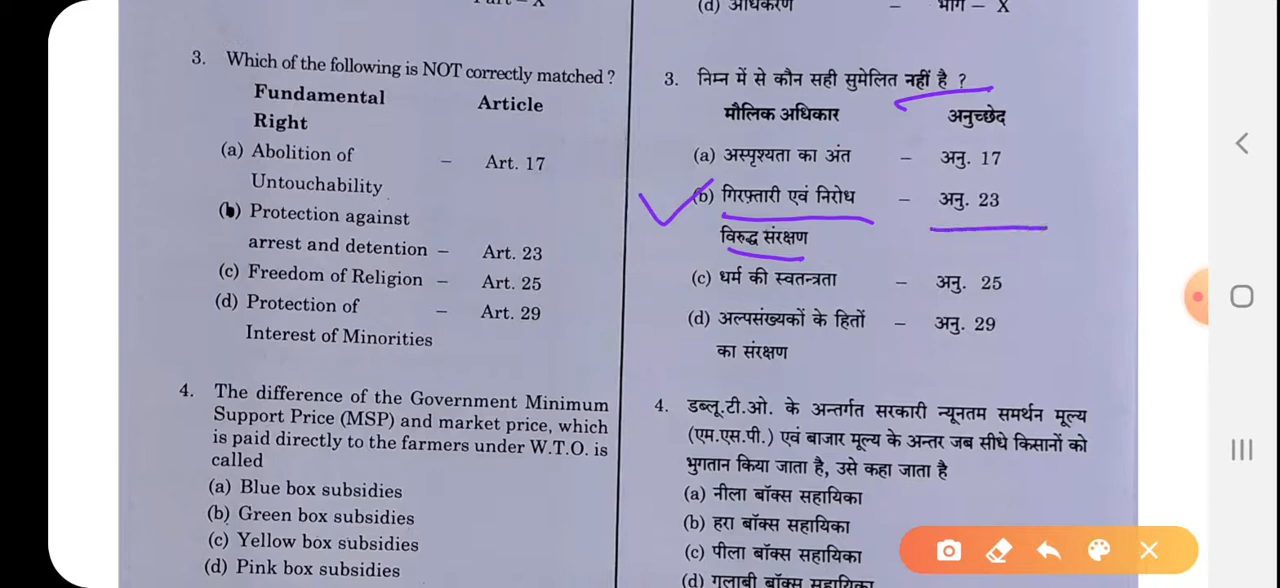 Part – X
3. Which of the following is NOT correctly matched ?
Fundamental Right Article
(a) Abolition of Untouchability – Art. 17
(b) Protection against
arrest and detention – Art. 23
(c) Freedom of Religion – Art. 25
(d) Protection of – Art. 29
Interest of Minorities
4. The difference of the Government Minimum
Support Price (MSP) and market price, which
is paid directly to the farmers under W.T.O. is
called
(a) Blue box subsidies
(b) Green box subsidies
(c) Yellow box subsidies
(d) Pink box subsidies
(d) अधिकरण – भाग – X
3. निम्न में से कौन सही सुमेलित नहीं है ?
मौलिक अधिकार अनुच्छेद
(a) अस्पृश्यता का अंत – अनु. 17
(b) गिरफ़्तारी एवं निरोध – अनु. 23
विरुद्ध संरक्षण
(c) धर्म की स्वतन्त्रता – अनु. 25
(d) अल्पसंख्यकों के हितों – अनु. 29
का संरक्षण
4. डब्लू.टी.ओ. के अन्तर्गत सरकारी न्यूनतम समर्थन मूल्य
(एम.एस.पी.) एवं बाजार मूल्य के अन्तर जब सीधे किसानों को
भुगतान किया जाता है, उसे कहा जाता है
(a) नीला बॉक्स सहायिका
(b) हरा बॉक्स सहायिका
(c) पीला बॉक्स सहायिका
(d) गुलाबी बॉक्स सहायिका